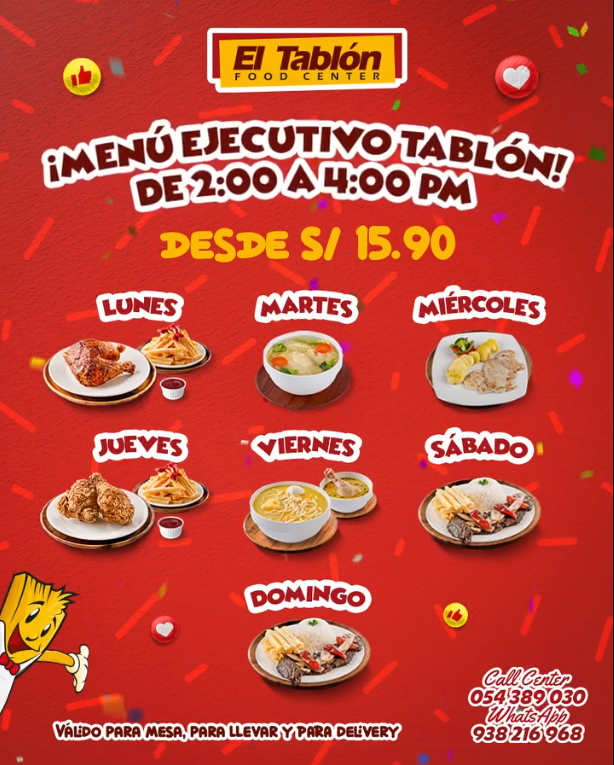 El Tablón
FOOD CENTER
¡MENÚ EJECUTIVO TABLÓN!
DE 2:00 A 4:00 PM
DESDE S/ 15.90
LUNES
MARTES
MIÉRCOLES
JUEVES
VIERNES
SÁBADO
DOMINGO
Call Center
054 389 030
WhatsApp
938 216 968
VÁLIDO PARA MESA, PARA LLEVAR Y PARA DELIVERY